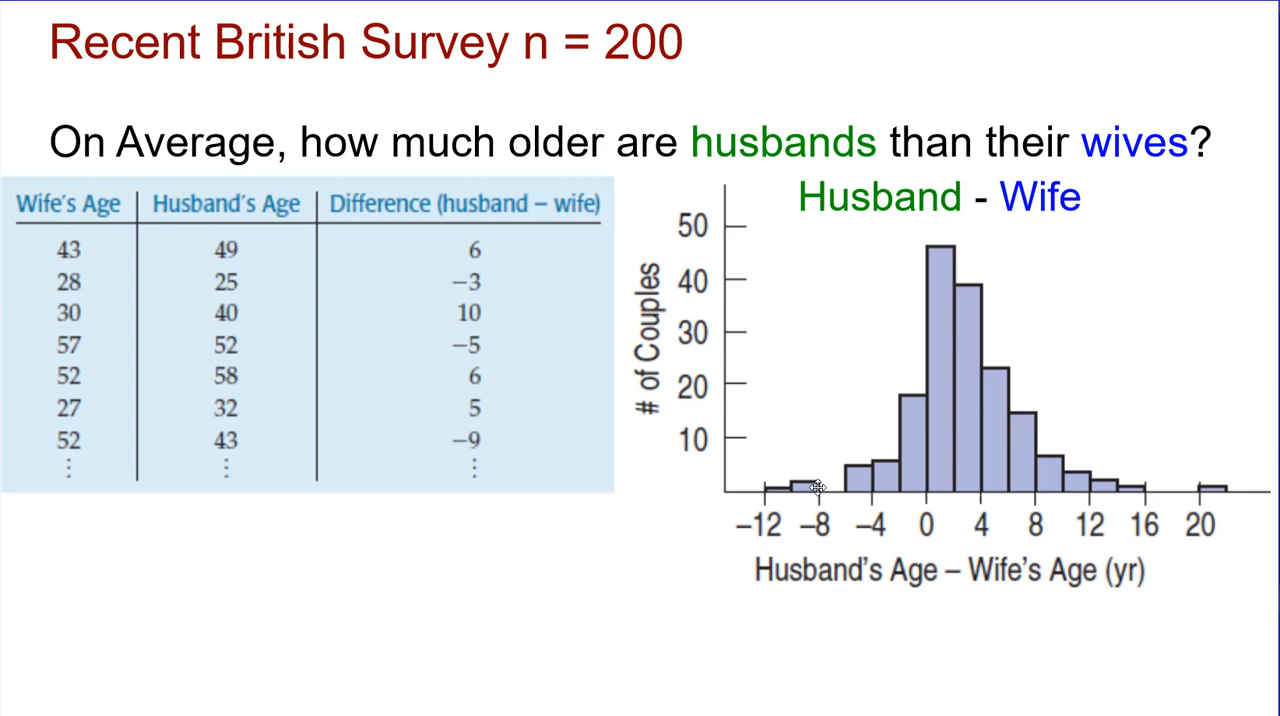 Recent British Survey n = 200
On Average, how much older are husbands than their wives?
Wife's Age Husband's Age Difference (husband – wife)
43 49 6
28 25 −3
30 40 10
57 52 −5
52 58 6
27 32 5
52 43 −9
⋮ ⋮ ⋮
Husband - Wife
# of Couples
50
40
30
20
10
−12 −8 −4 0 4 8 12 16 20
Husband's Age – Wife's Age (yr)